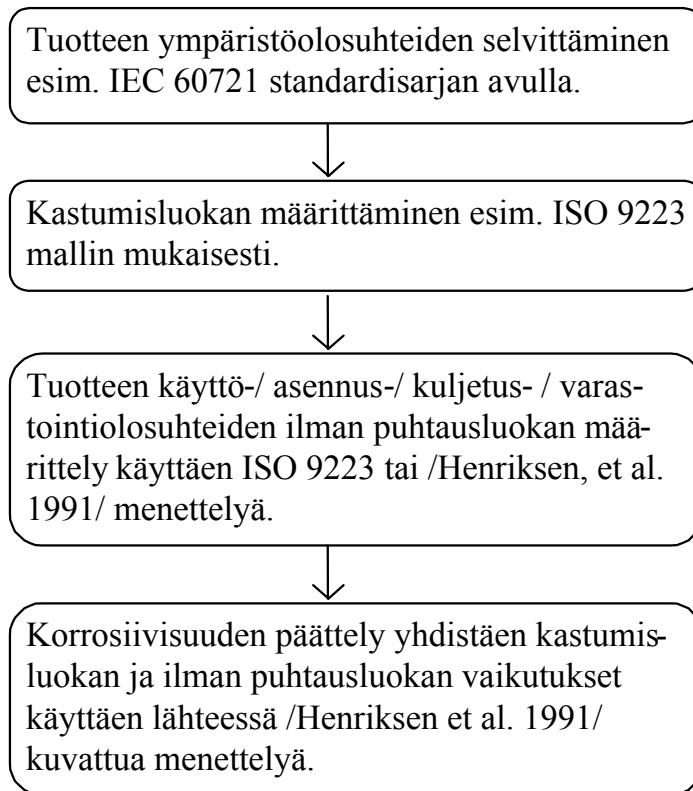 Tuotteen ympäristöolosuhteiden selvittäminen
esim. IEC 60721 standardisarjan avulla.
Kastumisluokan määrittäminen esim. ISO 9223
mallin mukaisesti.
Tuotteen käyttö-/ asennus-/ kuljetus- / varas-
tointiolosuhteiden ilman puhtausluokan mää-
rittely käyttäen ISO 9223 tai /Henriksen, et al.
1991/ menettelyä.
Korrosiivisuuden päättely yhdistäen kastumis-
luokan ja ilman puhtausluokan vaikutukset
käyttäen lähteessä /Henriksen et al. 1991/
kuvattua menettelyä.